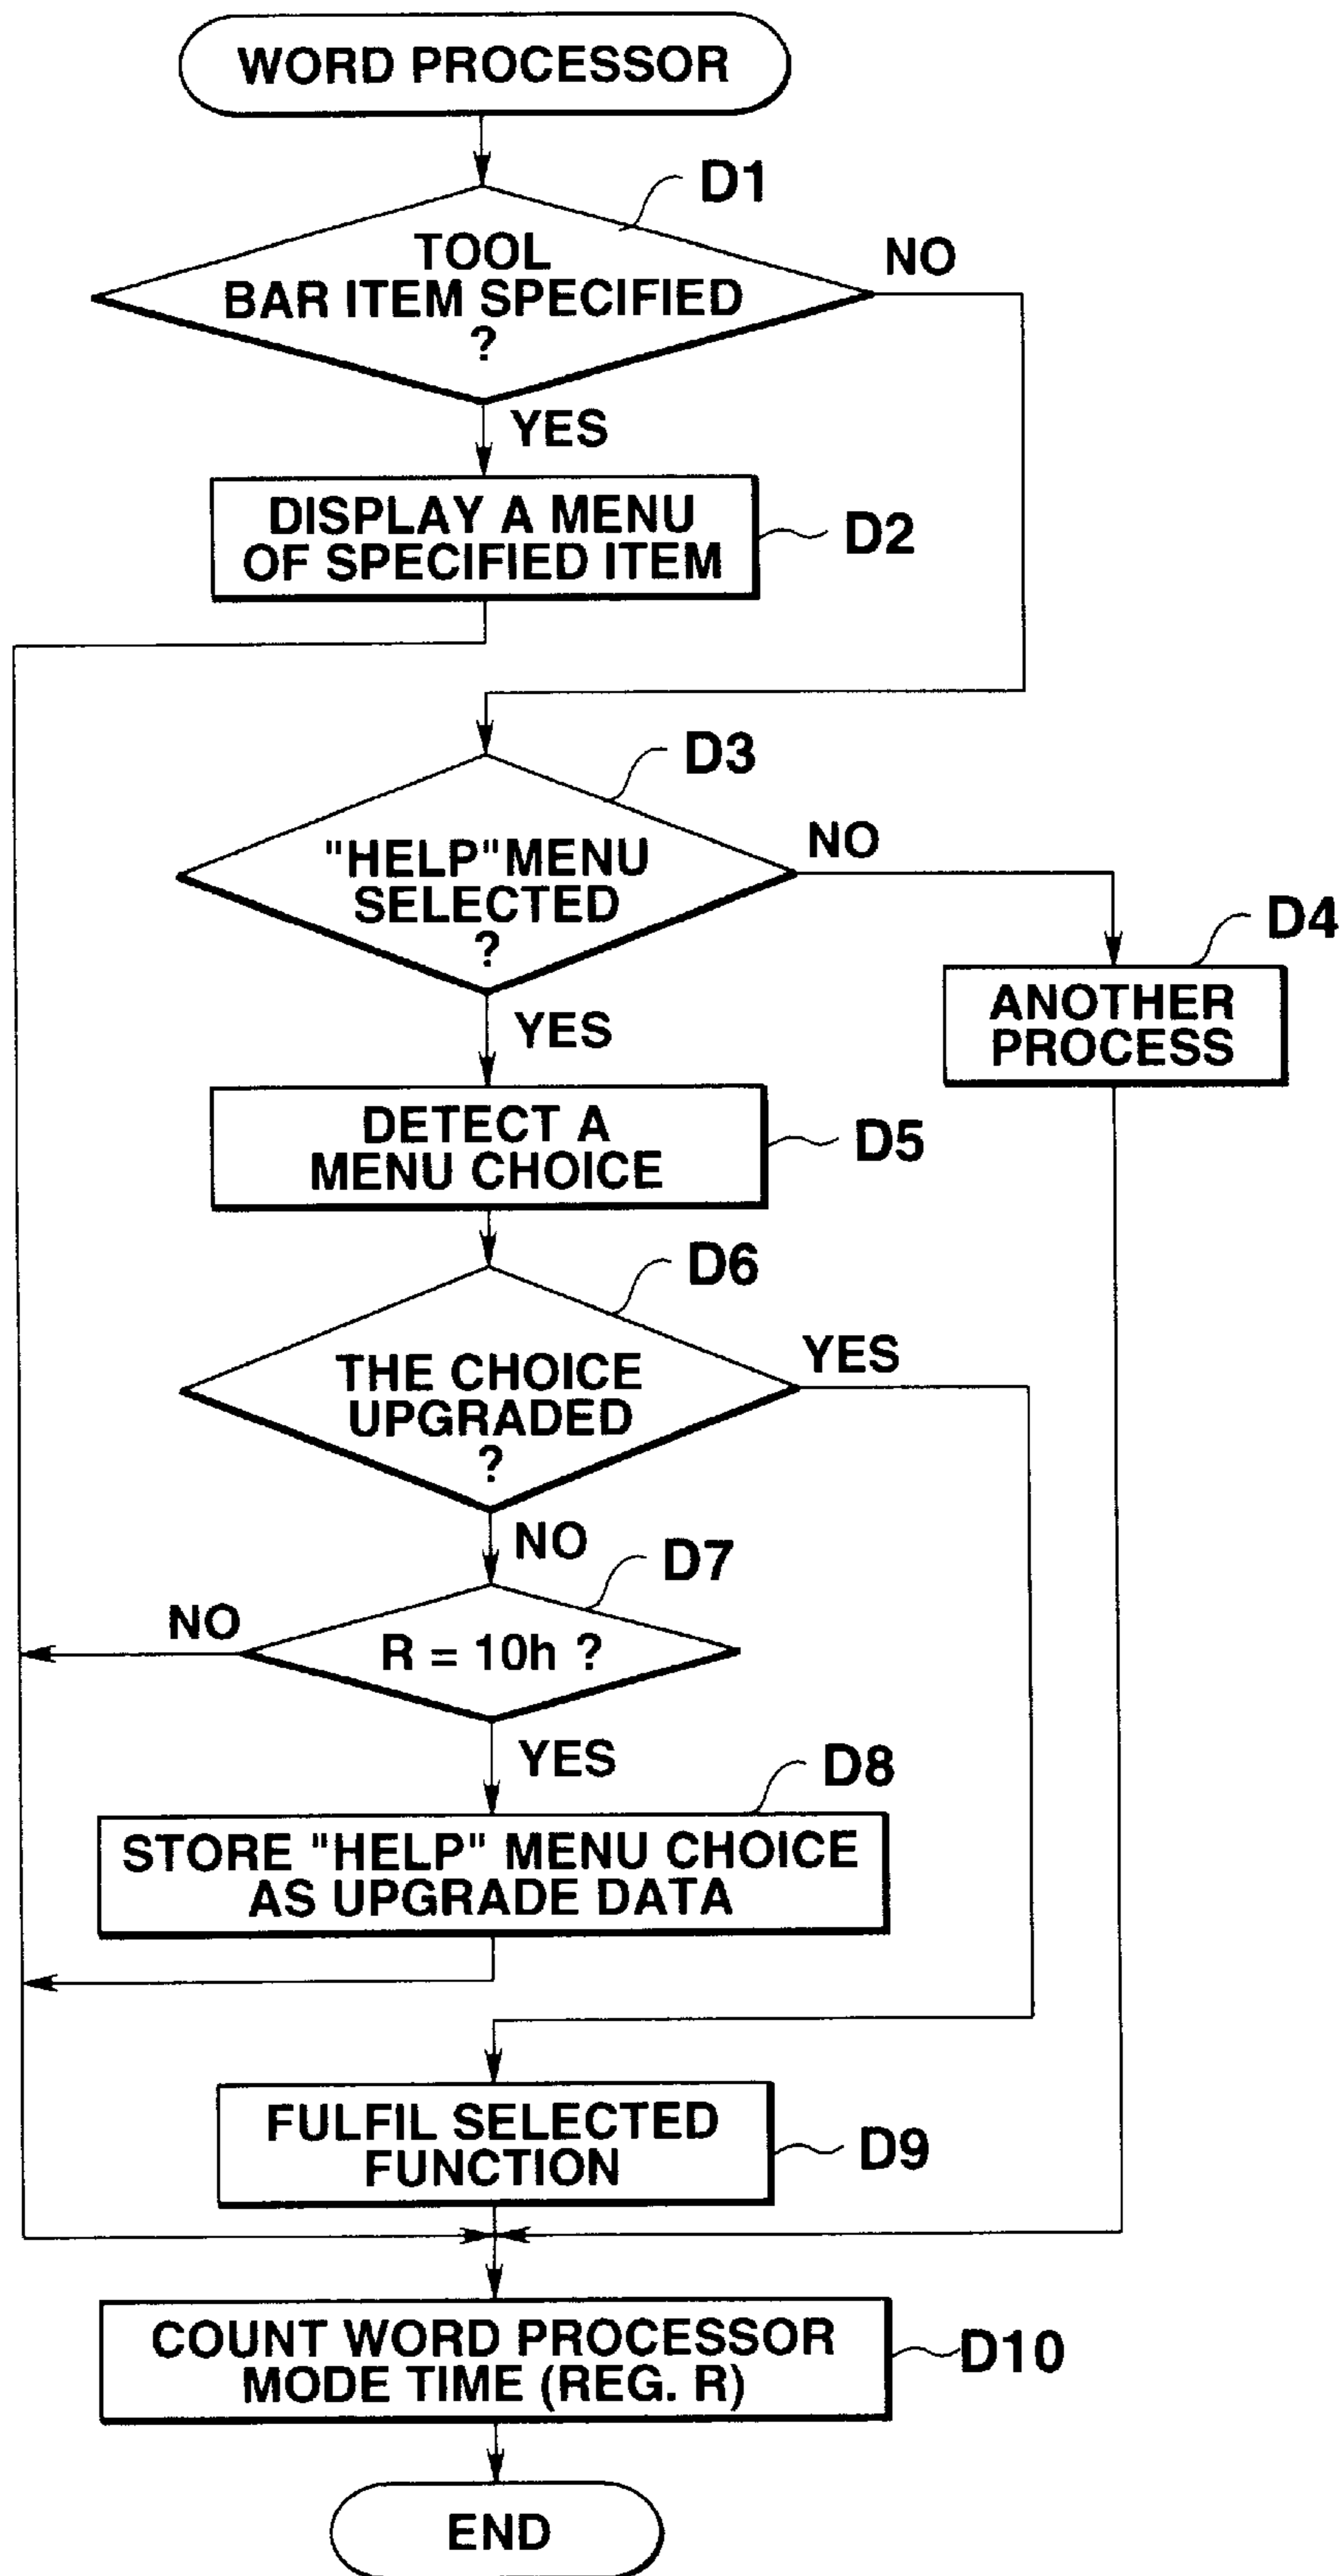 WORD PROCESSOR
D1
TOOL
BAR ITEM SPECIFIED
?
NO
YES
DISPLAY A MENU
OF SPECIFIED ITEM
D2
D3
"HELP"MENU
SELECTED
?
NO
YES
D4
ANOTHER
PROCESS
DETECT A
MENU CHOICE
D5
D6
THE CHOICE
UPGRADED
?
YES
NO
D7
R = 10h ?
NO
YES
D8
STORE "HELP" MENU CHOICE
AS UPGRADE DATA
FULFIL SELECTED
FUNCTION
D9
COUNT WORD PROCESSOR
MODE TIME (REG. R)
D10
END